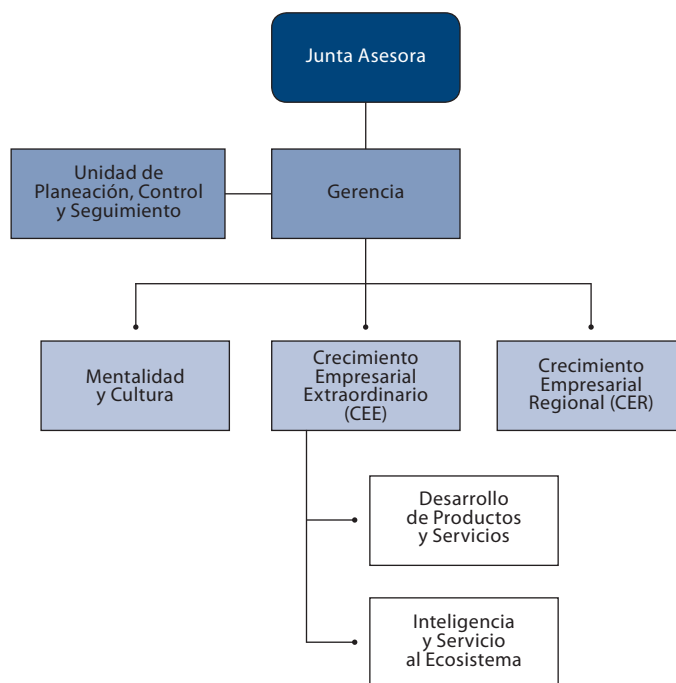 Junta Asesora
Unidad de
Planeación, Control
y Seguimiento
Gerencia
Mentalidad
y Cultura
Crecimiento
Empresarial
Extraordinario
(CEE)
Crecimiento
Empresarial
Regional (CER)
Desarrollo
de Productos
y Servicios
Inteligencia
y Servicio
al Ecosistema